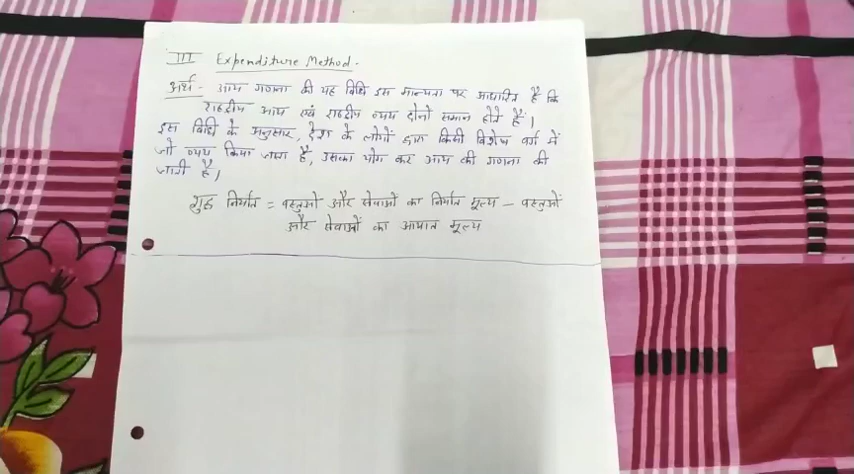 III Expenditure Method -
अर्थ - आय गणना की यह विधि इस मान्यता पर आधारित है कि
राष्ट्रीय आय एवं राष्ट्रीय व्यय दोनों समान होते हैं।
इस विधि के अनुसार, देश के लोगों द्वारा किसी विशेष वर्ग में
जो व्यय किया जाता है, उसका योग कर आय की गणना की
जाती है।
शुद्ध निर्यात = वस्तुओं और सेवाओं का निर्यात मूल्य - वस्तुओं
और सेवाओं का आयात मूल्य